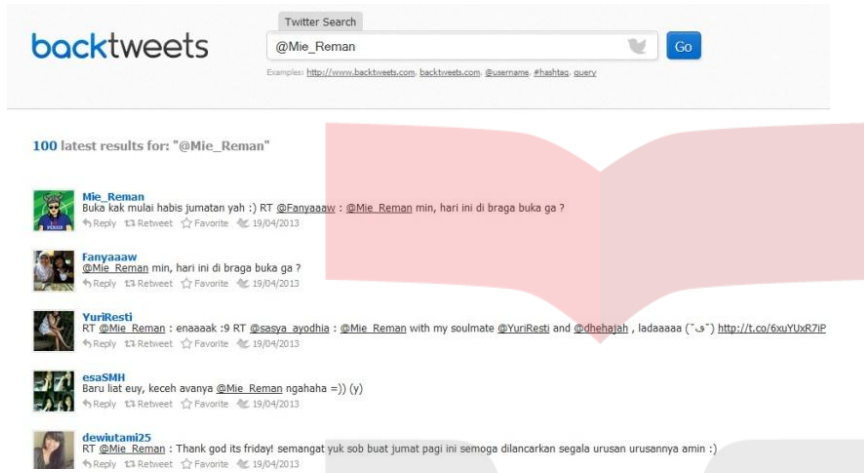 Twitter Search
backtweets
@Mie_Reman
Go
Examples: http://www.backtweets.com, backtweets.com, @username, #hashtag, query
100 latest results for: "@Mie_Reman"
Mie_Reman
Buka kak mulai habis jumatan yah :) RT @Fanyaaaw : @Mie_Reman min, hari ini di braga buka ga ?
Reply Retweet Favorite 19/04/2013
Fanyaaaw
@Mie_Reman min, hari ini di braga buka ga ?
Reply Retweet Favorite 19/04/2013
YuriResti
RT @Mie_Reman : enaaaak :9 RT @sasya_ayodhia : @Mie_Reman with my soulmate @YuriResti and @dhehajah , ladaaaaa (˘ڡ˘) http://t.co/6xuYUxR7iP
Reply Retweet Favorite 19/04/2013
esaSMH
Baru liat euy, keceh avanya @Mie_Reman ngahaha =)) (y)
Reply Retweet Favorite 19/04/2013
dewiutami25
RT @Mie_Reman : Thank god its friday! semangat yuk sob buat jumat pagi ini semoga dilancarkan segala urusan urusannya amin :)
Reply Retweet Favorite 19/04/2013